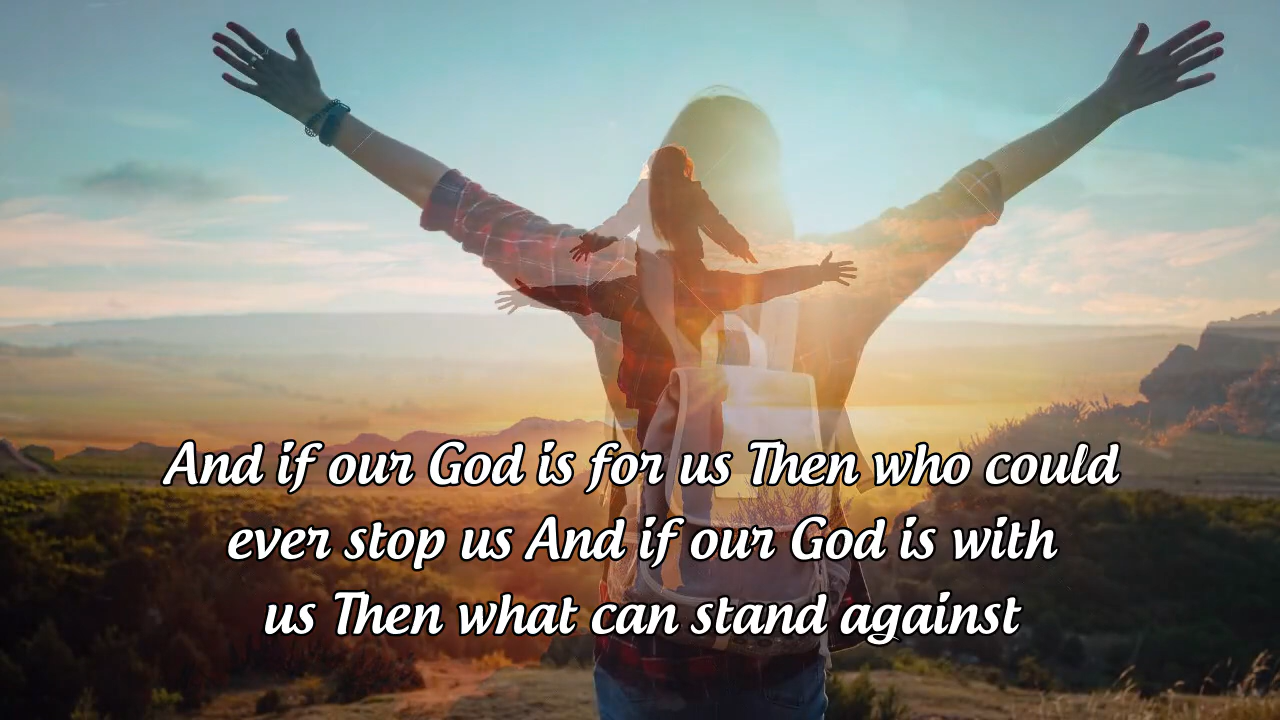 And if our God is for us Then who could
ever stop us And if our God is with
us Then what can stand against